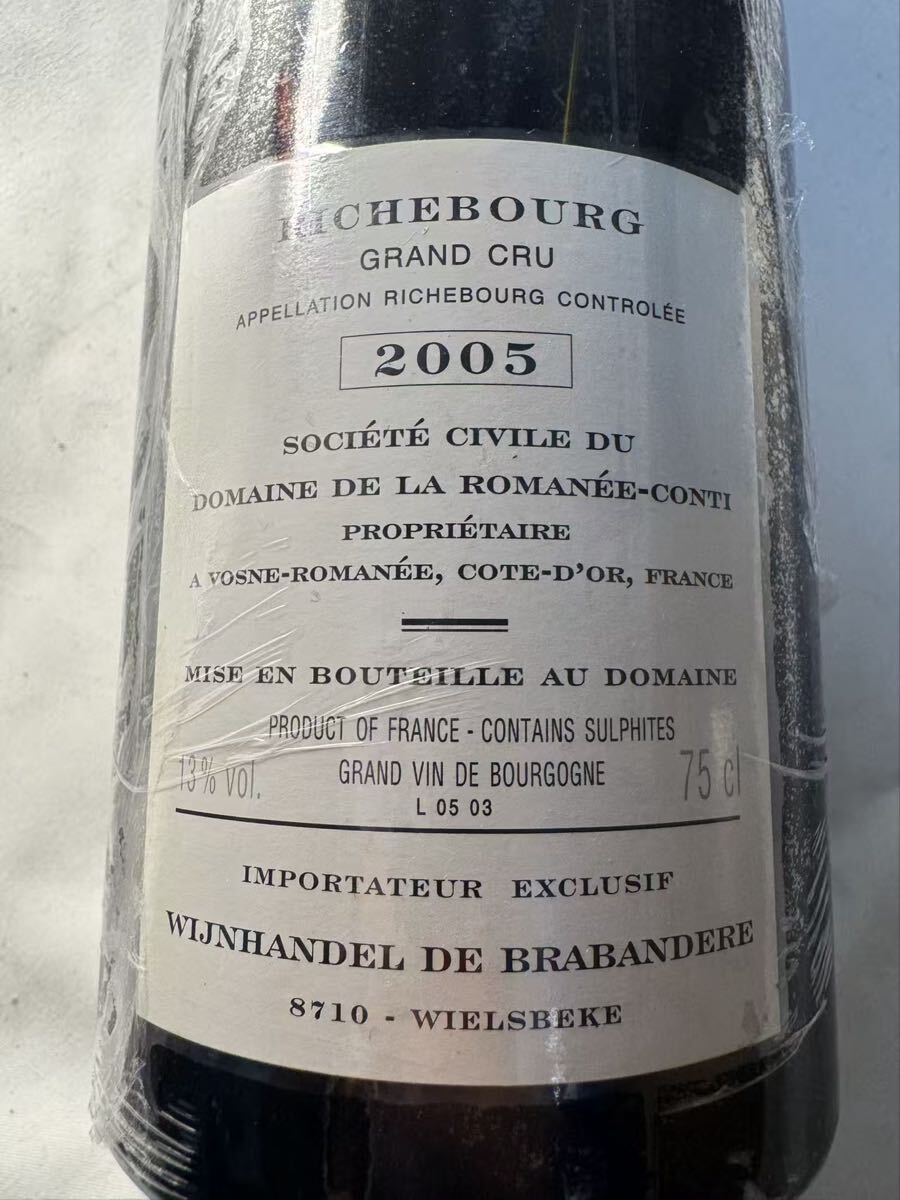 RICHEBOURG
GRAND CRU
APPELLATION RICHEBOURG CONTROLÉE
2005
SOCIÉTÉ CIVILE DU
DOMAINE DE LA ROMANÉE-CONTI
PROPRIÉTAIRE
A VOSNE-ROMANÉE, COTE-D'OR, FRANCE
MISE EN BOUTEILLE AU DOMAINE
PRODUCT OF FRANCE - CONTAINS SULPHITES
13% vol. GRAND VIN DE BOURGOGNE 75 cl
L 05 03
IMPORTATEUR EXCLUSIF
WIJNHANDEL DE BRABANDERE
8710 - WIELSBEKE